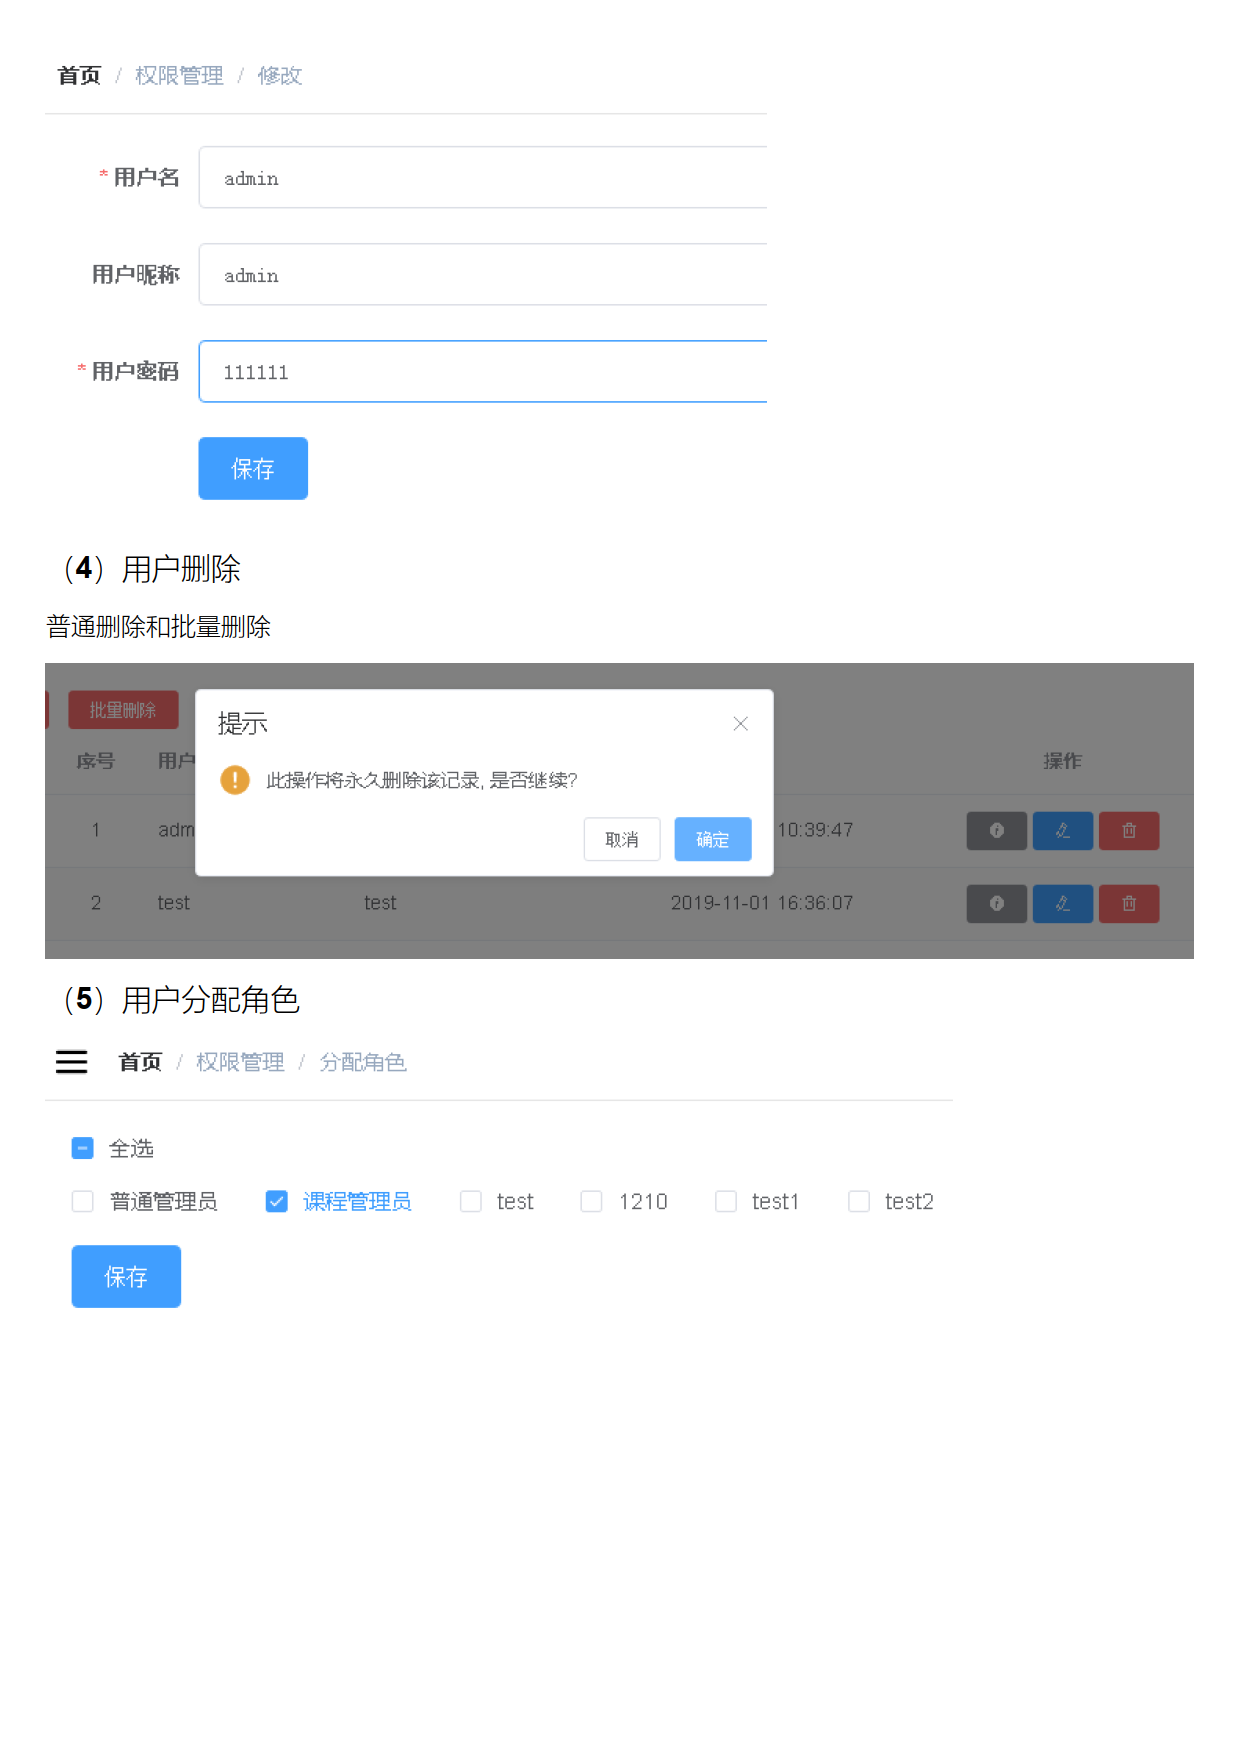 首页 / 权限管理 / 修改
* 用户名 admin
用户昵称 admin
* 用户密码 111111
保存
（4）用户删除
普通删除和批量删除
批量删除
提示
序号 用户 操作
此操作将永久删除该记录, 是否继续?
取消 确定
1 adm 10:39:47
2 test test 2019-11-01 16:36:07
（5）用户分配角色
首页 / 权限管理 / 分配角色
全选
普通管理员 课程管理员 test 1210 test1 test2
保存